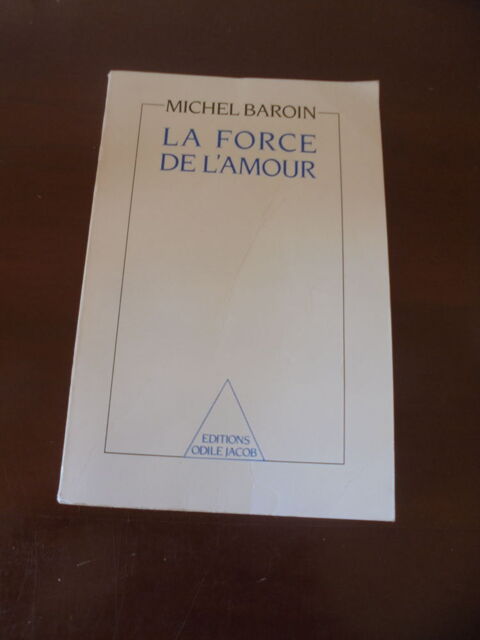 MICHEL BAROIN
LA FORCE
DE L'AMOUR
EDITIONS
ODILE JACOB